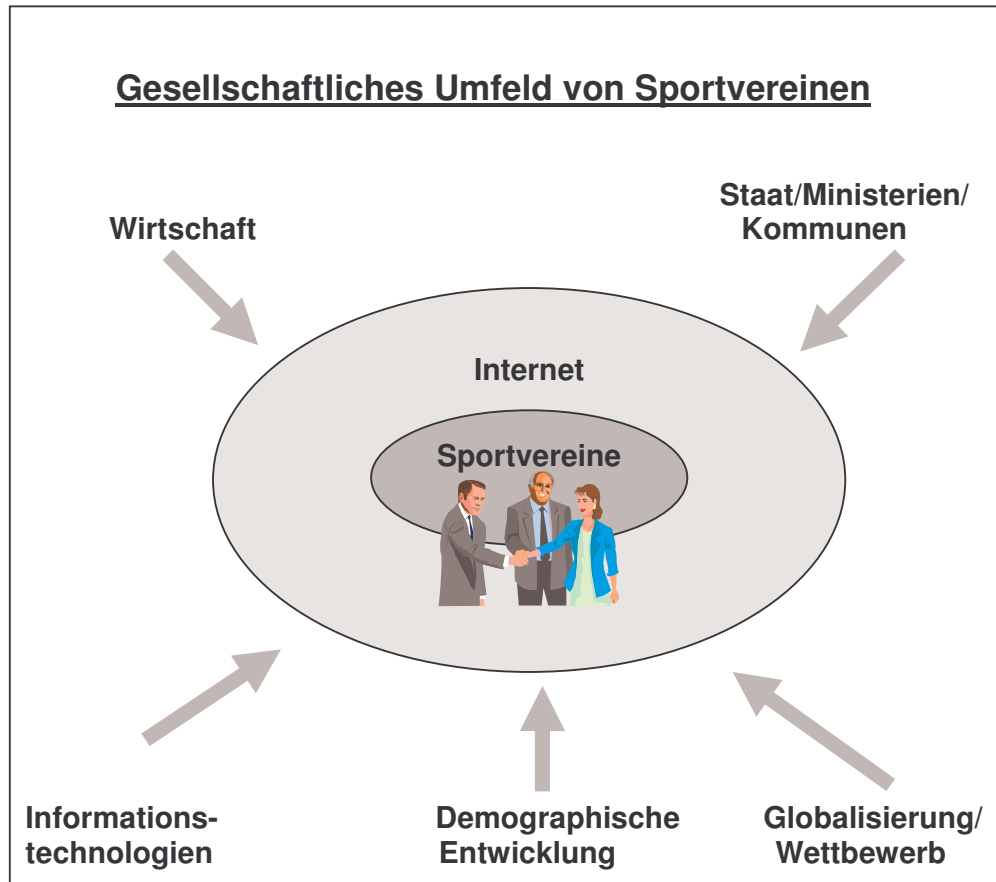 Gesellschaftliches Umfeld von Sportvereinen
Wirtschaft
Staat/Ministerien/
Kommunen
Internet
Sportvereine
Informations-
technologien
Demographische
Entwicklung
Globalisierung/
Wettbewerb